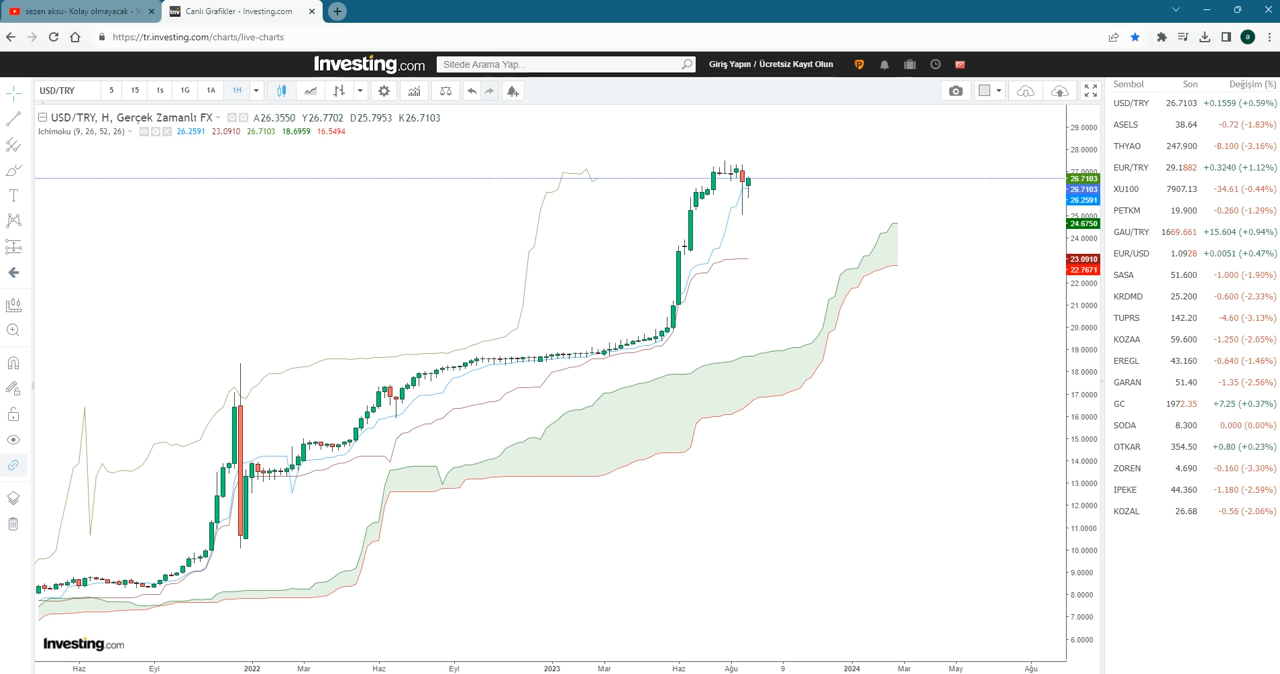 sezen aksu- Kolay olmayacak - Y
Canlı Grafikler - Investing.com
https://tr.investing.com/charts/live-charts
a
Investing.com
Sitede Arama Yap...
Giriş Yapın / Ücretsiz Kayıt Olun
USD/TRY 5 15 1s 1G 1A 1H
USD/TRY, H, Gerçek Zamanlı FX A26.3550 Y26.7702 D25.7953 K26.7103
Ichimoku (9, 26, 52, 26) 26.2591 23.0910 26.7103 18.6959 16.5494
29.0000
28.0000
27.0000
26.7103
26.7103
26.2591
25.0000
24.6750
24.0000
23.0910
22.7671
22.0000
21.0000
20.0000
19.0000
18.0000
17.0000
16.0000
15.0000
14.0000
13.0000
12.0000
11.0000
10.0000
9.0000
8.0000
7.0000
6.0000
Investing.com
Haz Eyl 2022 Mar Haz Eyl 2023 Mar Haz Ağu 9 2024 Mar May Ağu
Sembol Son Değişim (%)
USD/TRY 26.7103 +0.1559 (+0.59%)
ASELS 38.64 -0.72 (-1.83%)
THYAO 247.900 -8.100 (-3.16%)
EUR/TRY 29.1882 +0.3240 (+1.12%)
XU100 7907.13 -34.61 (-0.44%)
PETKM 19.900 -0.260 (-1.29%)
GAU/TRY 1669.661 +15.604 (+0.94%)
EUR/USD 1.0928 +0.0051 (+0.47%)
SASA 51.600 -1.000 (-1.90%)
KRDMD 25.200 -0.600 (-2.33%)
TUPRS 142.20 -4.60 (-3.13%)
KOZAA 59.600 -1.250 (-2.05%)
EREGL 43.160 -0.640 (-1.46%)
GARAN 51.40 -1.35 (-2.56%)
GC 1972.35 +7.25 (+0.37%)
SODA 8.300 0.000 (0.00%)
OTKAR 354.50 +0.80 (+0.23%)
ZOREN 4.690 -0.160 (-3.30%)
IPEKE 44.360 -1.180 (-2.59%)
KOZAL 26.68 -0.56 (-2.06%)